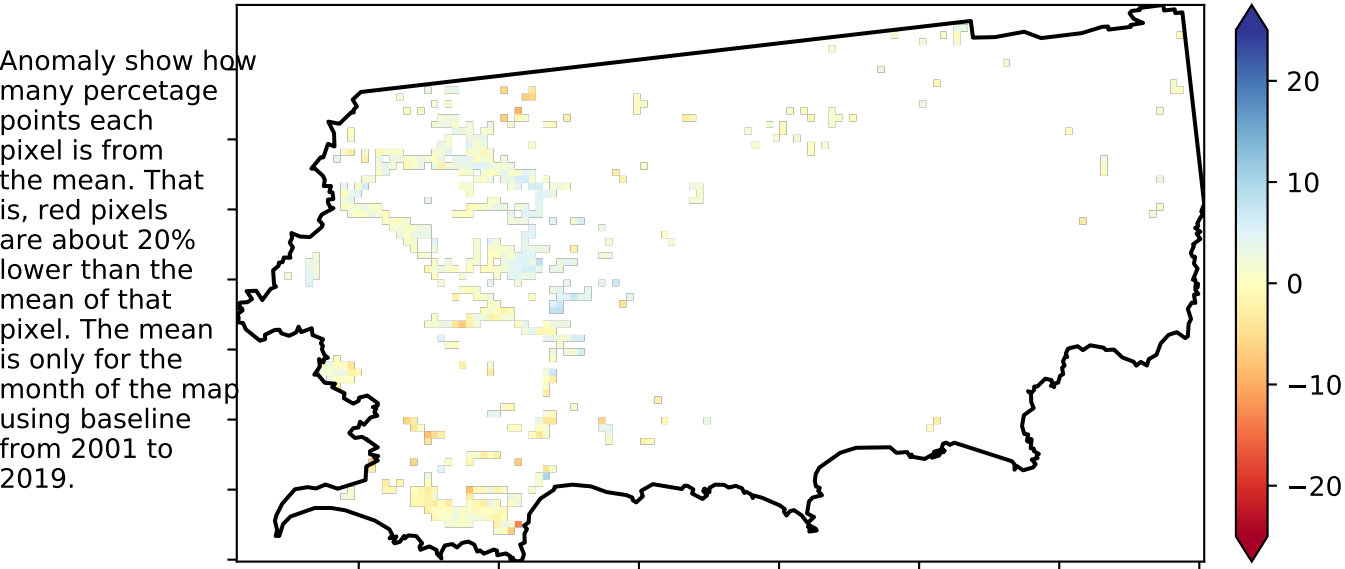 Anomaly show how
many percetage
points each
pixel is from
the mean. That
is, red pixels
are about 20%
lower than the
mean of that
pixel. The mean
is only for the
month of the map
using baseline
from 2001 to
2019.
20
10
0
−10
−20